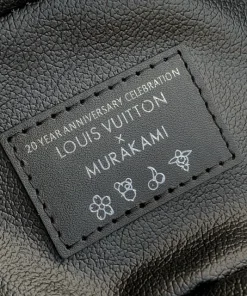 20 YEAR ANNIVERSARY CELEBRATION
LOUIS VUITTON
x
MURAKAMI